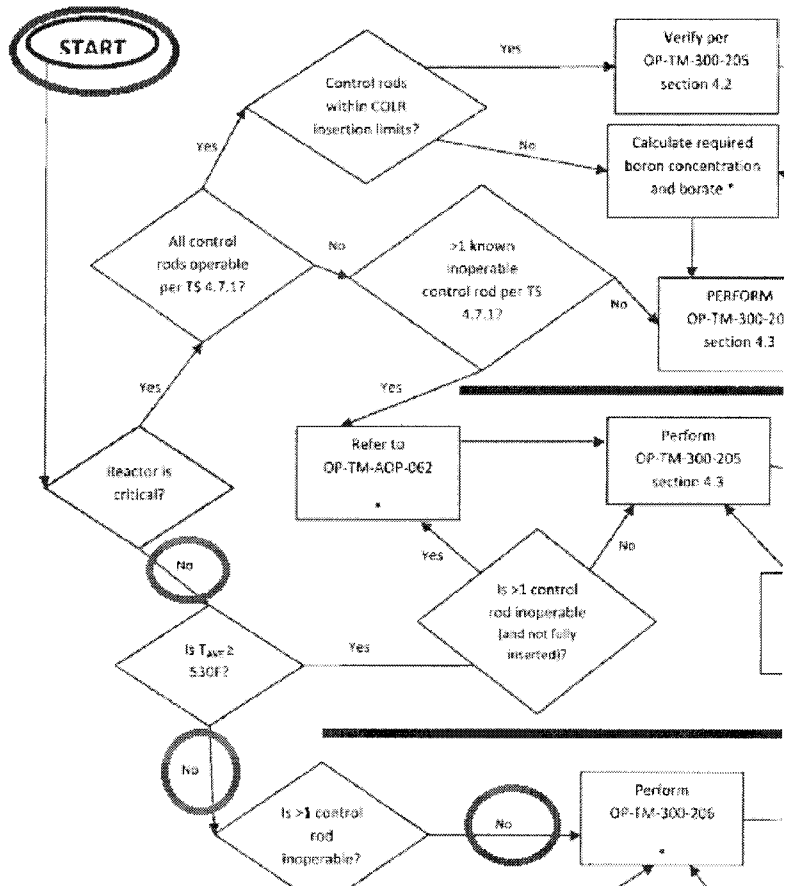 START
Yes
Verify per
OP-TM-300-205
section 4.2
Control rods
within COLR
insertion limits?
No
Calculate required
boron concentration
and borate *
Yes
All control
rods operable
per TS 4.7.1?
No
>1 known
inoperable
control rod per TS
4.7.1?
No
PERFORM
OP-TM-300-20
section 4.3
Yes
Yes
Reactor is
critical?
Refer to
OP-TM-AOP-062
*
Perform
OP-TM-300-205
section 4.3
No
Yes
No
Is >1 control
rod inoperable
(and not fully
inserted)?
Is TAVE ≥
530F?
Yes
No
Is >1 control
rod
inoperable?
No
Perform
OP-TM-300-206
*